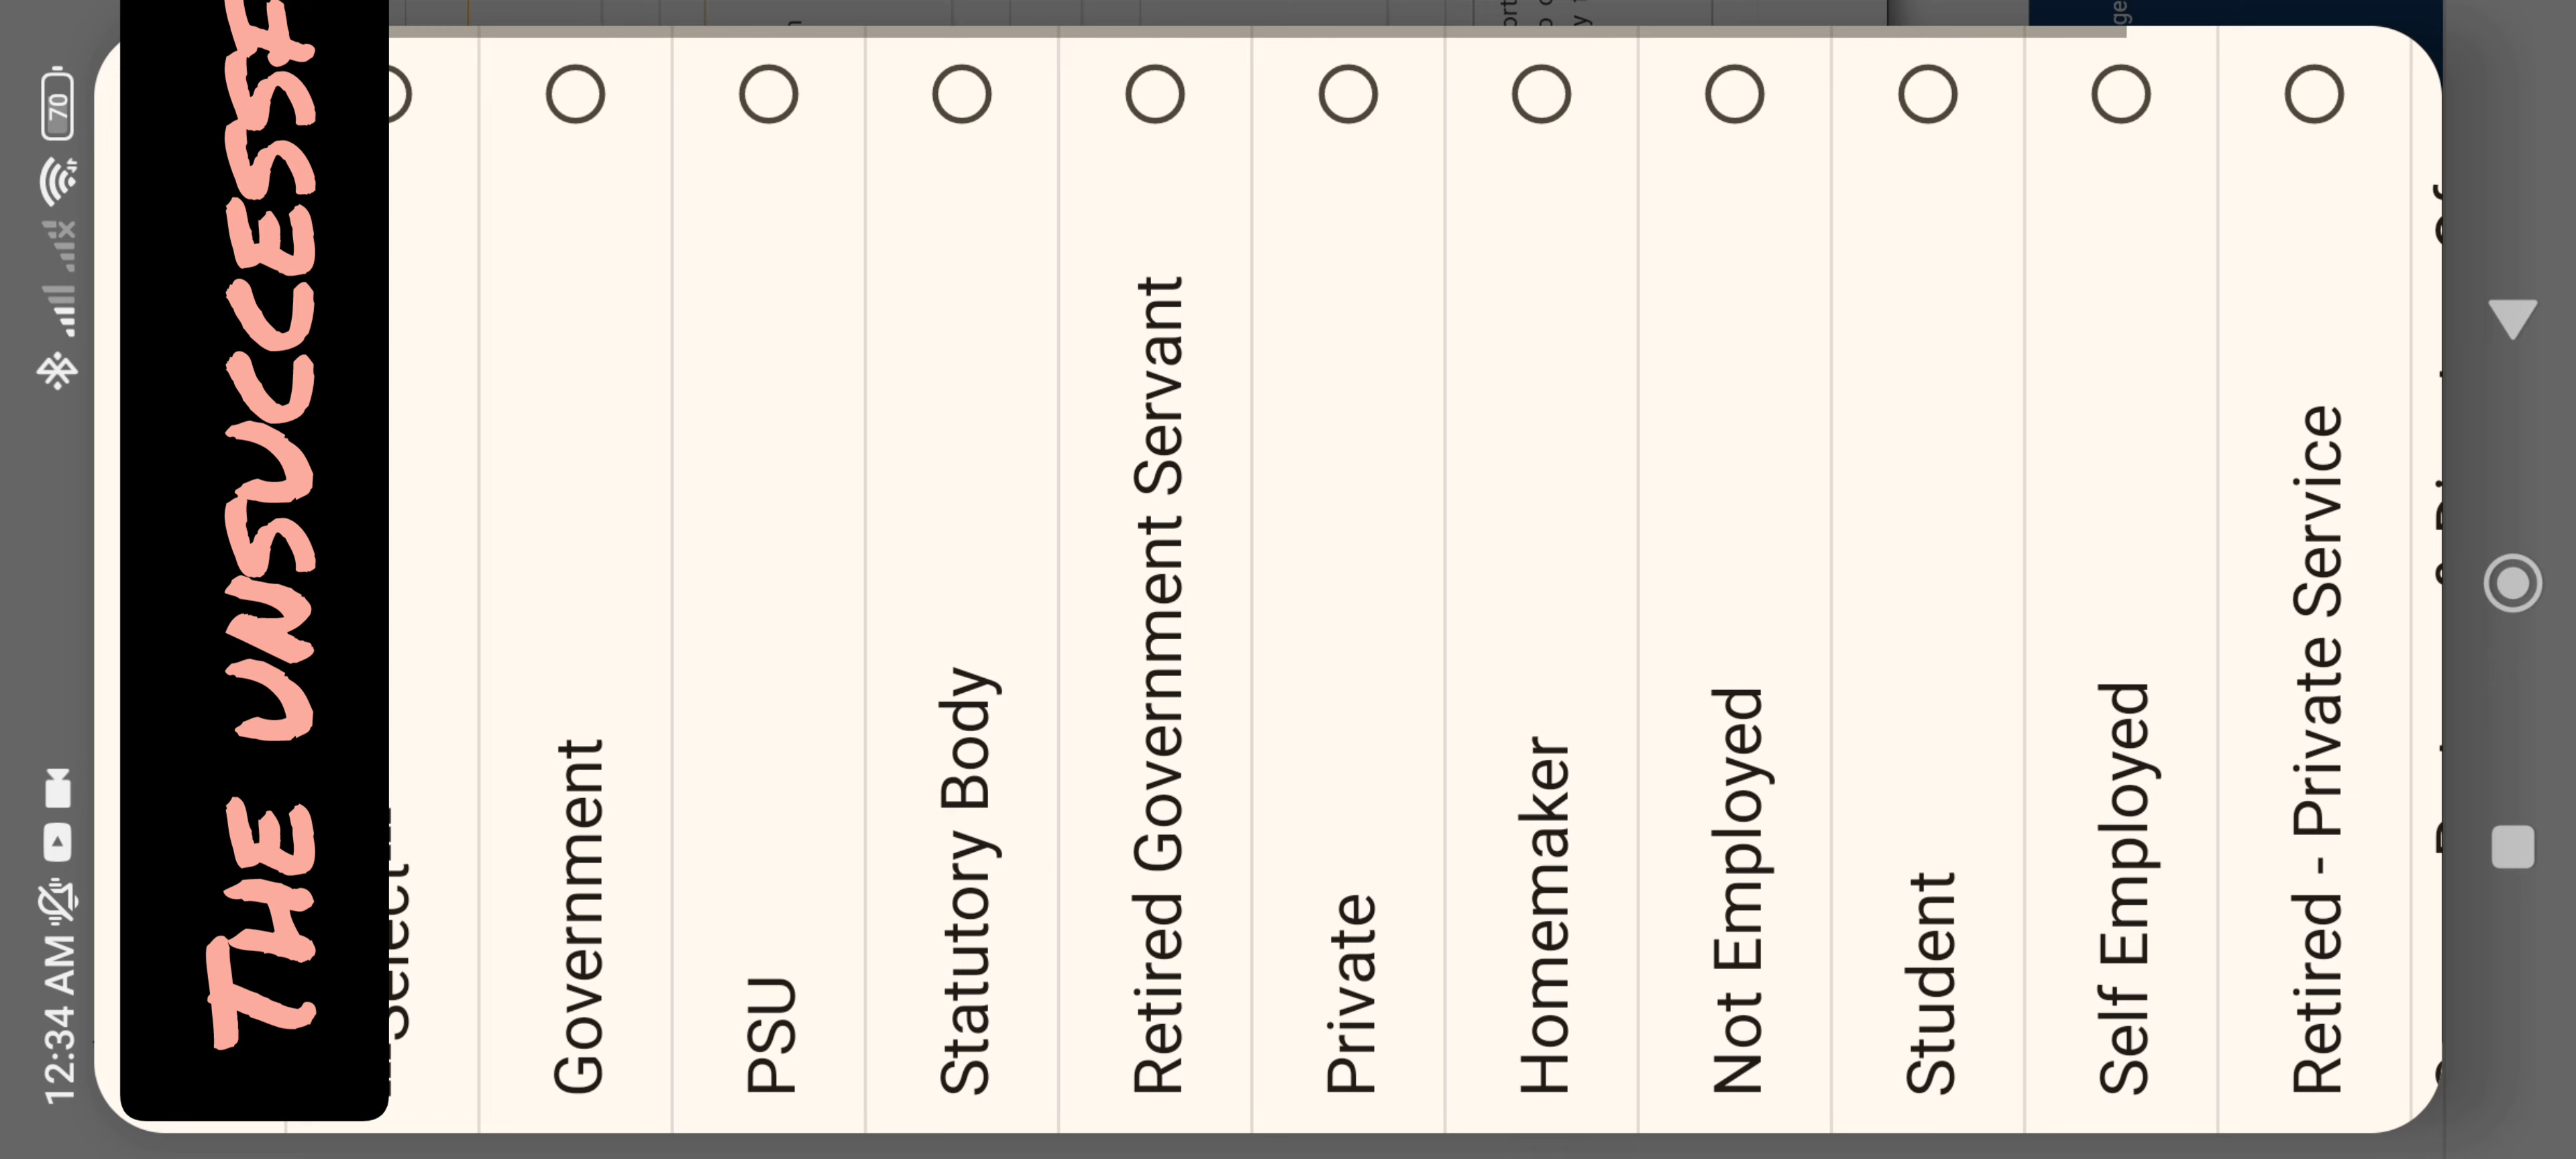 12:34 AM
70
THE UNSUCCESSF
Select
Government
PSU
Statutory Body
Retired Government Servant
Private
Homemaker
Not Employed
Student
Self Employed
Retired - Private Service